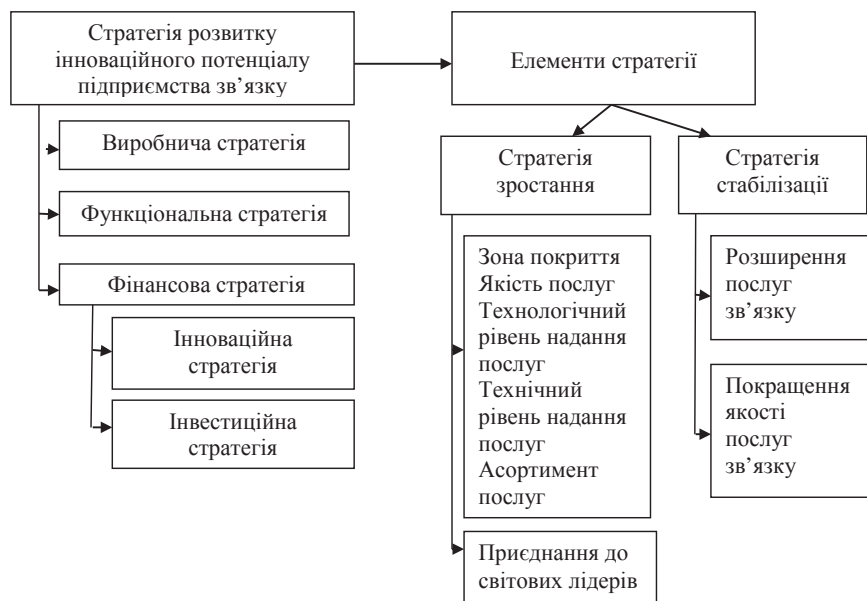 Стратегія розвитку
інноваційного потенціалу
підприємства зв’язку
Елементи стратегії
Виробнича стратегія
Функціональна стратегія
Фінансова стратегія
Інноваційна
стратегія
Інвестиційна
стратегія
Стратегія
зростання
Зона покриття
Якість послуг
Технологічний
рівень надання
послуг
Технічний
рівень надання
послуг
Асортимент
послуг
Приєднання до
світових лідерів
Стратегія
стабілізації
Розширення
послуг
зв’язку
Покращення
якості
послуг
зв’язку